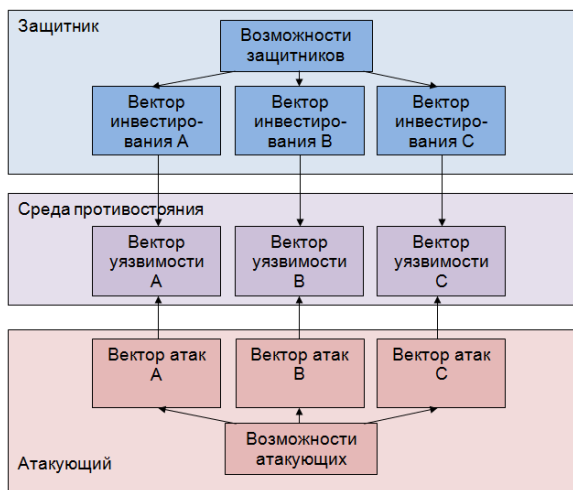 Защитник
Возможности
защитников
Вектор
инвестиро-
вания A
Вектор
инвестиро-
вания B
Вектор
инвестиро-
вания C
Среда противостояния
Вектор
уязвимости
A
Вектор
уязвимости
B
Вектор
уязвимости
C
Вектор атак
A
Вектор атак
B
Вектор атак
C
Возможности
атакующих
Атакующий